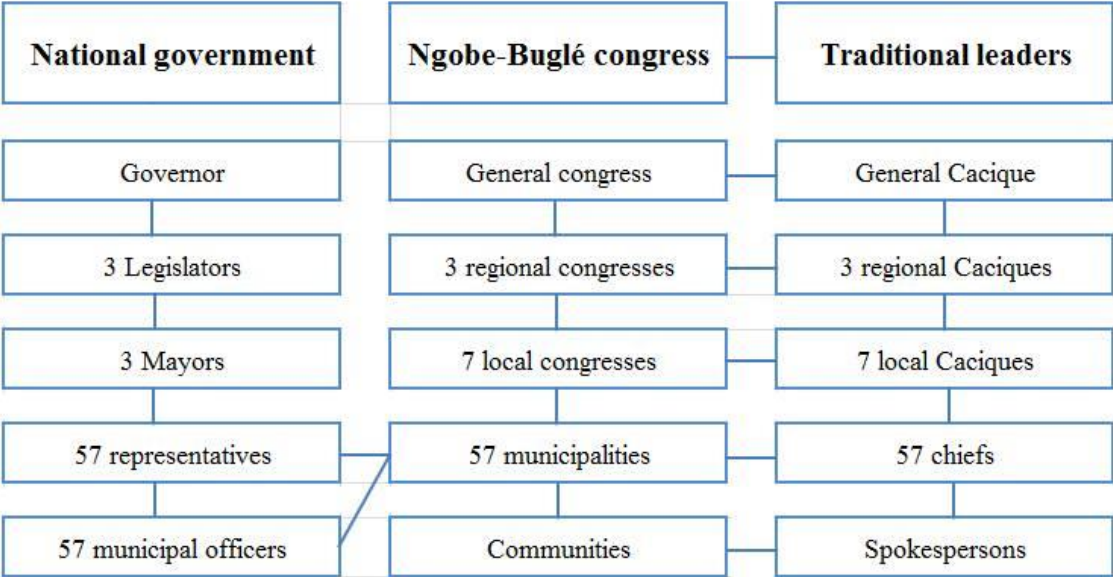 National government
Ngobe-Buglé congress
Traditional leaders
Governor
General congress
General Cacique
3 Legislators
3 regional congresses
3 regional Caciques
3 Mayors
7 local congresses
7 local Caciques
57 representatives
57 municipalities
57 chiefs
57 municipal officers
Communities
Spokespersons